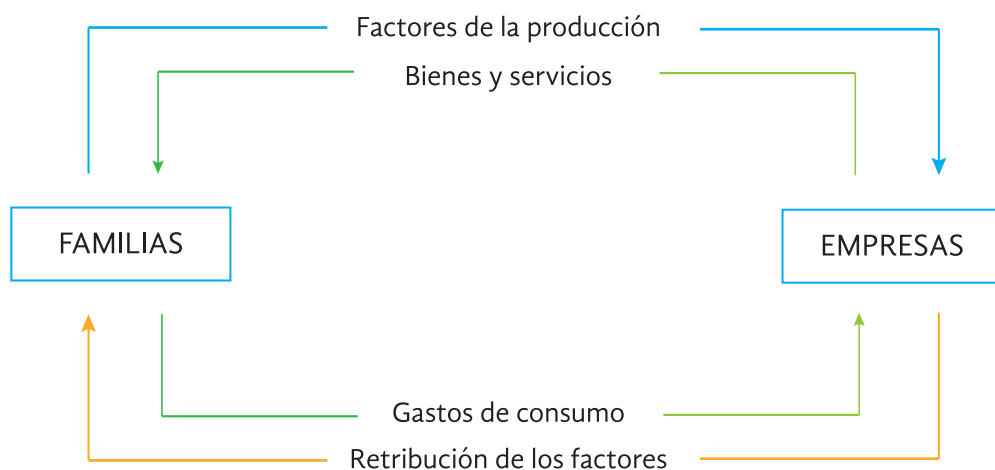 Factores de la producción
Bienes y servicios
FAMILIAS
EMPRESAS
Gastos de consumo
Retribución de los factores